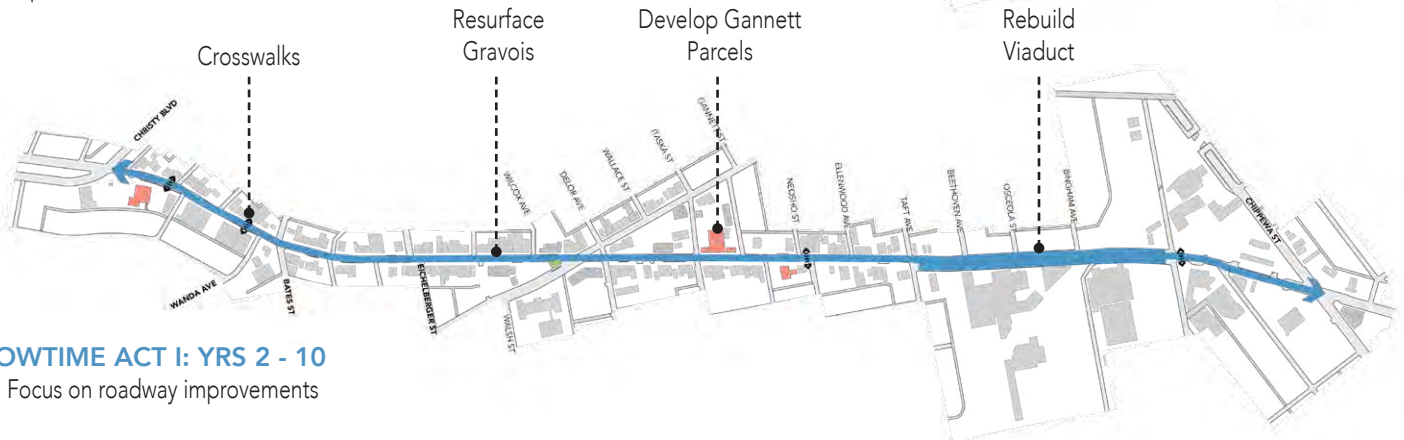 Crosswalks
Resurface
Gravois
Develop Gannett
Parcels
Rebuild
Viaduct
CHRISTY BLVD
WANDA AVE
BATES ST
EICHELBERGER ST
WILCOX AVE
DELOR AVE
WALSH ST
WALLACE ST
ITASKA ST
GANNETT ST
NEOSHO ST
ELLENWOOD AVE
TAFT AVE
BEETHOVEN AVE
OSCEOLA ST
BINGHAM AVE
CHIPPEWA ST
OWTIME ACT I: YRS 2 - 10
Focus on roadway improvements